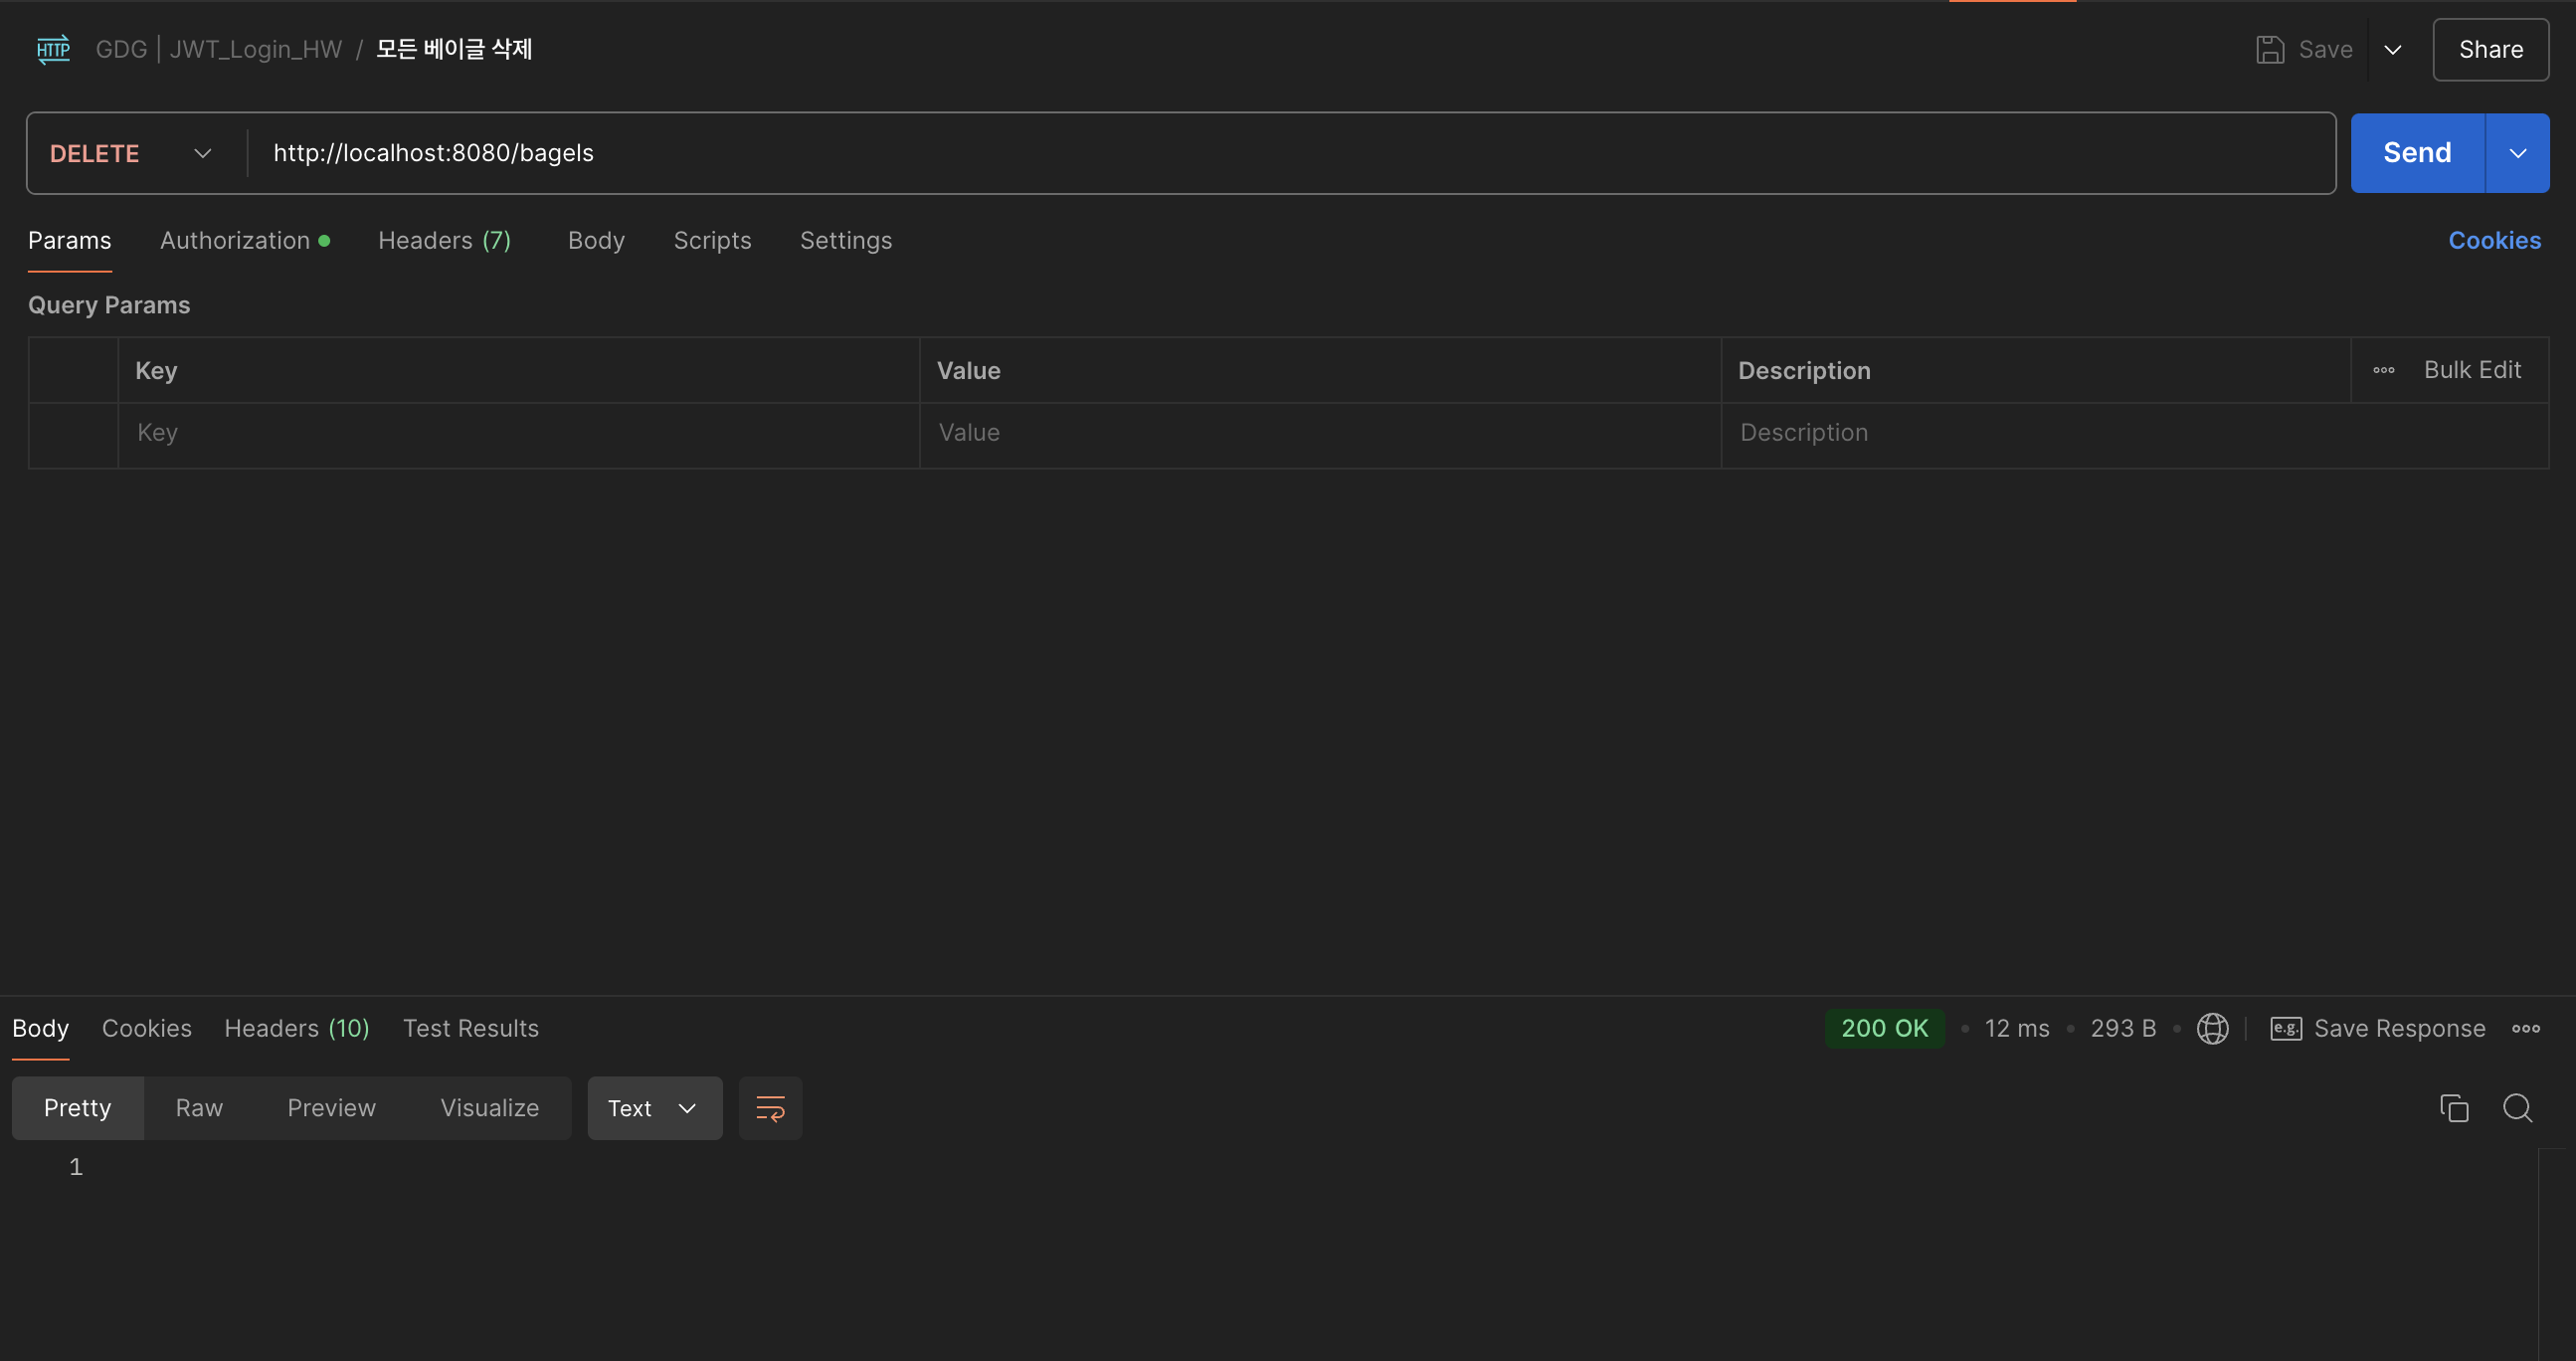 HTTP GDG | JWT_Login_HW / 모든 베이글 삭제 Save Share
DELETE http://localhost:8080/bagels Send
Params Authorization Headers (7) Body Scripts Settings Cookies
Query Params
Key Value Description Bulk Edit
Key Value Description
Body Cookies Headers (10) Test Results 200 OK 12 ms 293 B e.g. Save Response
Pretty Raw Preview Visualize Text
1